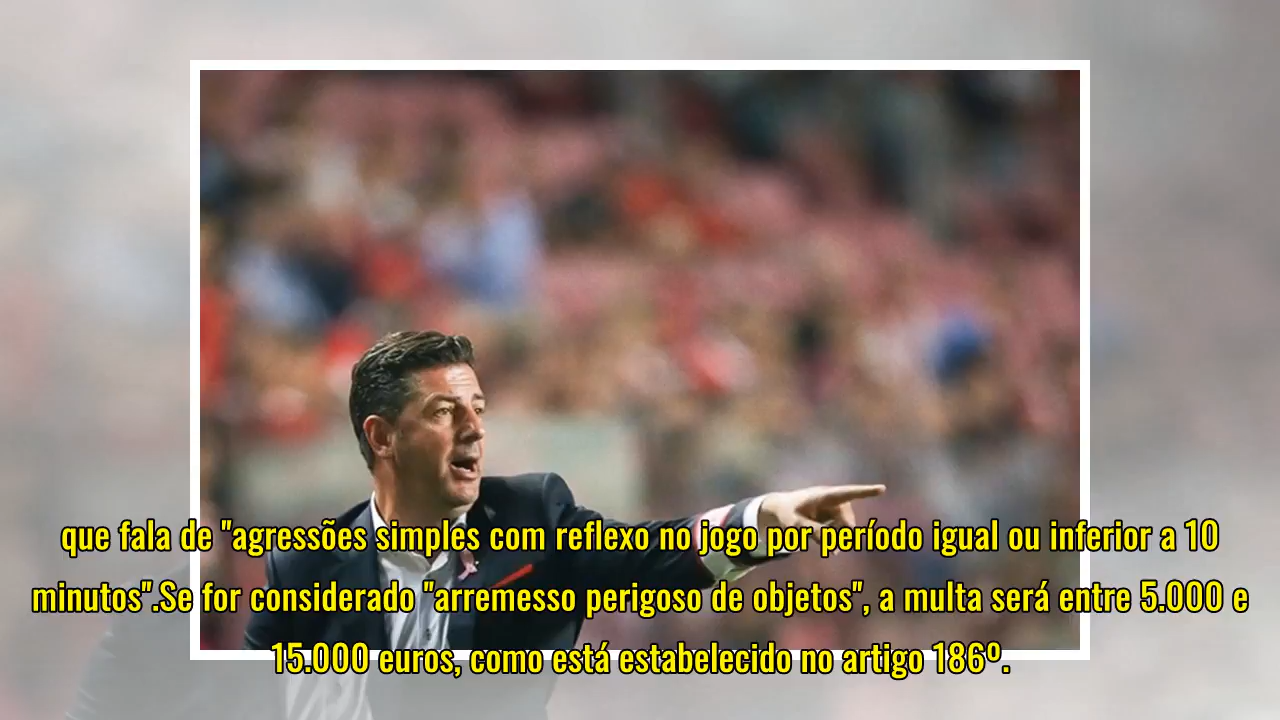 que fala de "agressões simples com reflexo no jogo por período igual ou inferior a 10
minutos".Se for considerado "arremesso perigoso de objetos", a multa será entre 5.000 e
15.000 euros, como está estabelecido no artigo 186º.